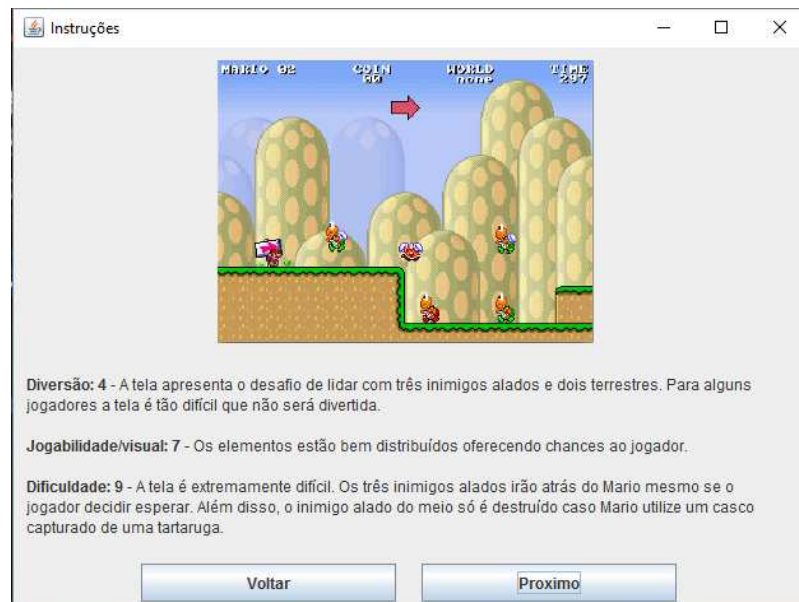 Instruções
MARIO 02 COIN WORLD TIME
00 none 297
Diversão: 4 - A tela apresenta o desafio de lidar com três inimigos alados e dois terrestres. Para alguns
jogadores a tela é tão difícil que não será divertida.
Jogabilidade/visual: 7 - Os elementos estão bem distribuídos oferecendo chances ao jogador.
Dificuldade: 9 - A tela é extremamente difícil. Os três inimigos alados irão atrás do Mario mesmo se o
jogador decidir esperar. Além disso, o inimigo alado do meio só é destruído caso Mario utilize um casco
capturado de uma tartaruga.
Voltar Proximo